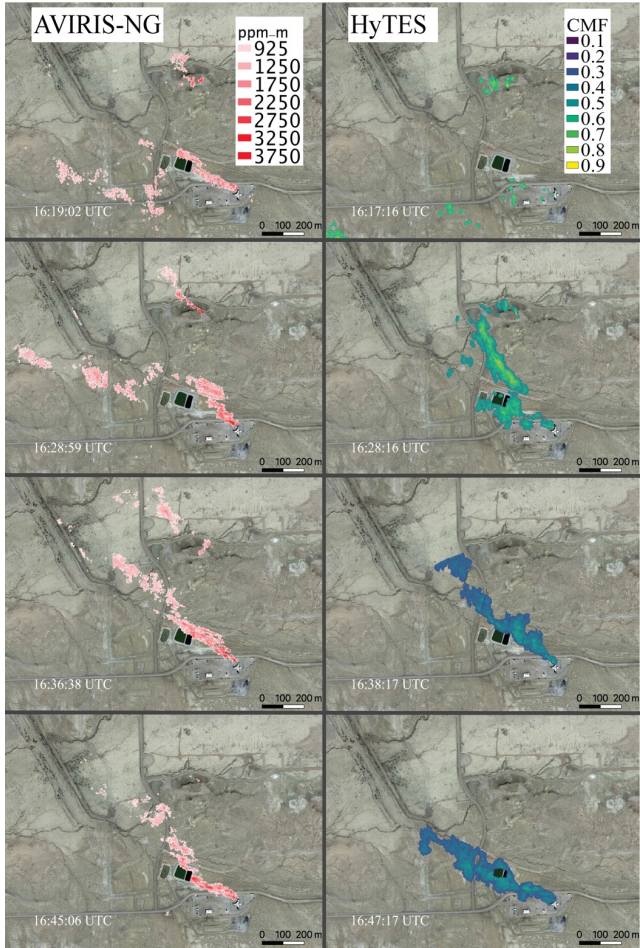 AVIRIS-NG
ppm_m
925
1250
1750
2250
2750
3250
3750
16:19:02 UTC
0 100 200 m
HyTES
CMF
0.1
0.2
0.3
0.4
0.5
0.6
0.7
0.8
0.9
16:17:16 UTC
0 100 200 m
16:28:59 UTC
0 100 200 m
16:28:16 UTC
0 100 200 m
16:36:38 UTC
0 100 200 m
16:38:17 UTC
0 100 200 m
16:45:06 UTC
0 100 200 m
16:47:17 UTC
0 100 200 m